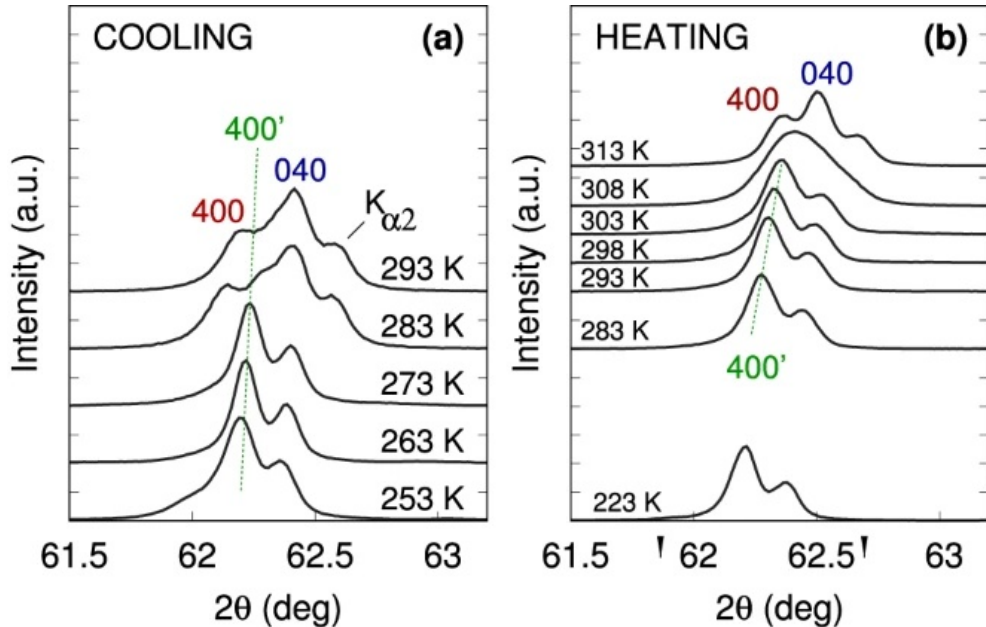 COOLING (a)
400'
040
400
Kα2
293 K
283 K
273 K
263 K
253 K
Intensity (a.u.)
61.5 62 62.5 63
2θ (deg)
HEATING (b)
040
400
313 K
308 K
303 K
298 K
293 K
283 K
400'
223 K
Intensity (a.u.)
61.5 62 62.5 63
2θ (deg)